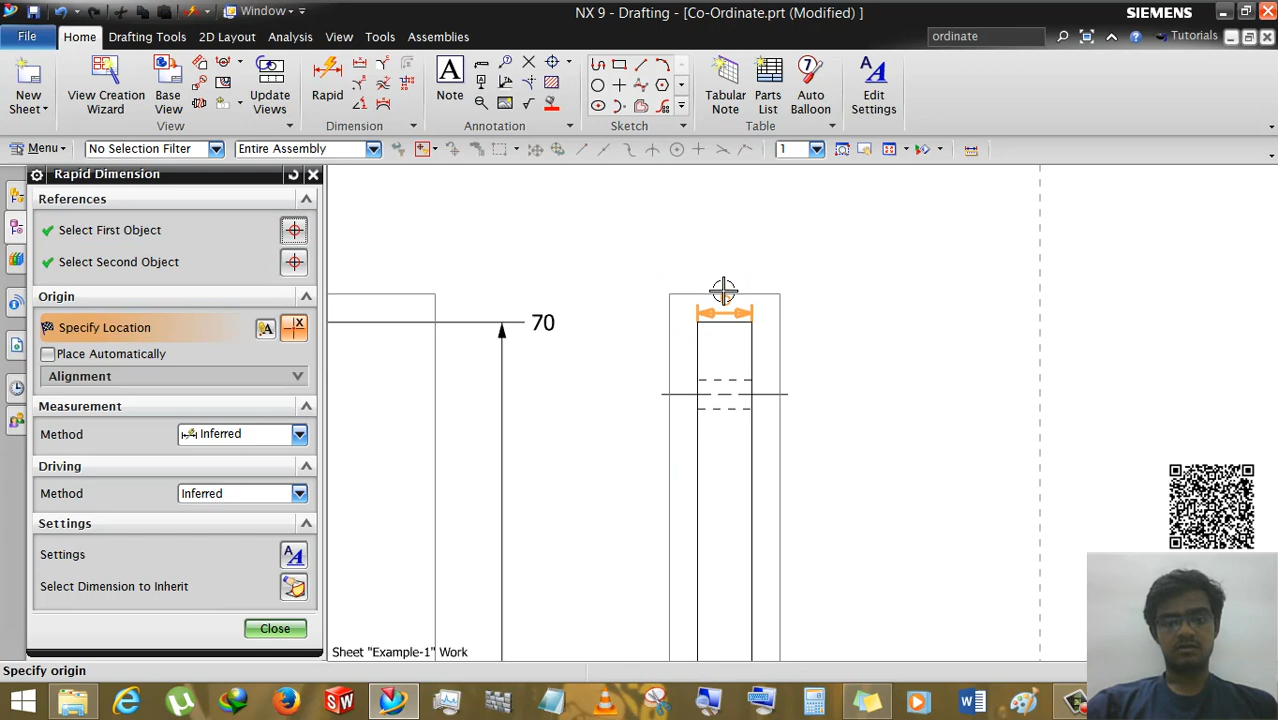 Window
NX 9 - Drafting - [Co-Ordinate.prt (Modified) ]
SIEMENS
File
Home
Drafting Tools
2D Layout
Analysis
View
Tools
Assemblies
ordinate
Tutorials
New Sheet
View Creation Wizard
Base View
Update Views
Rapid
Note
Tabular Note
Parts List
Auto Balloon
Edit Settings
View
Dimension
Annotation
Sketch
Table
Menu
No Selection Filter
Entire Assembly
1
Rapid Dimension
References
Select First Object
Select Second Object
Origin
Specify Location
Place Automatically
Alignment
Measurement
Method
Inferred
Driving
Method
Inferred
Settings
Settings
Select Dimension to Inherit
Close
70
Sheet "Example-1" Work
Specify origin